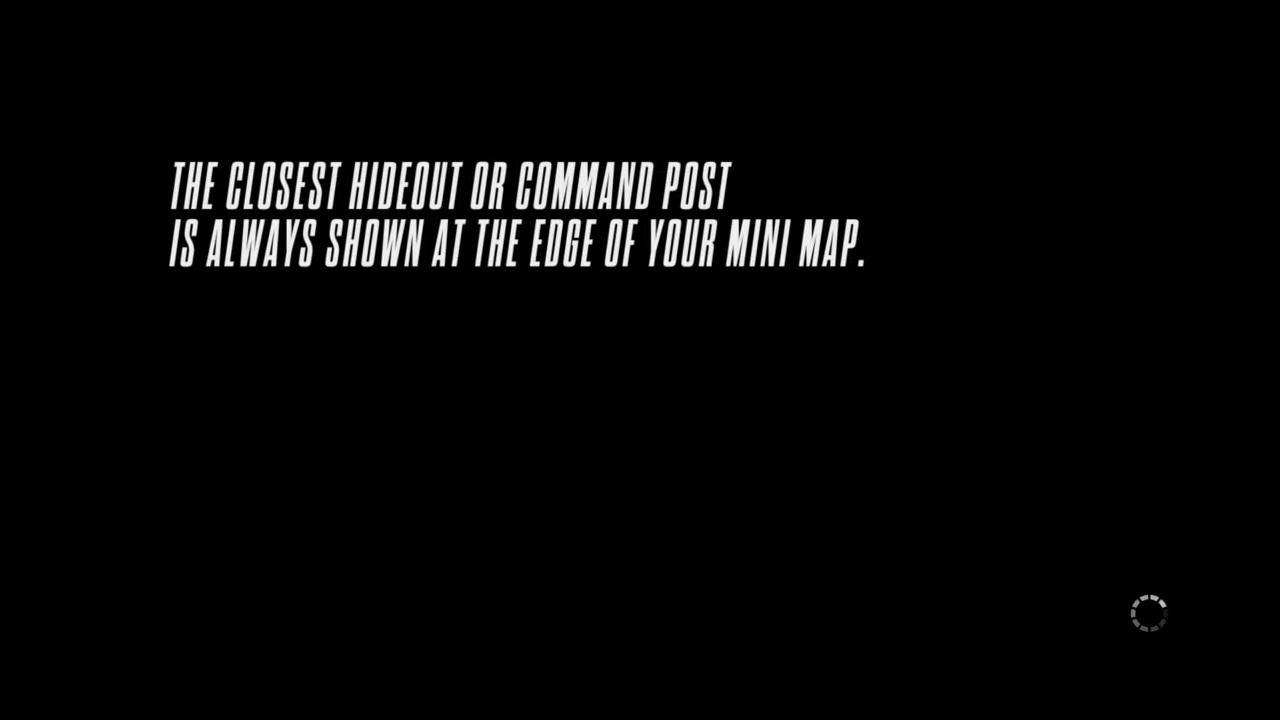 THE CLOSEST HIDEOUT OR COMMAND POST
IS ALWAYS SHOWN AT THE EDGE OF YOUR MINI MAP.